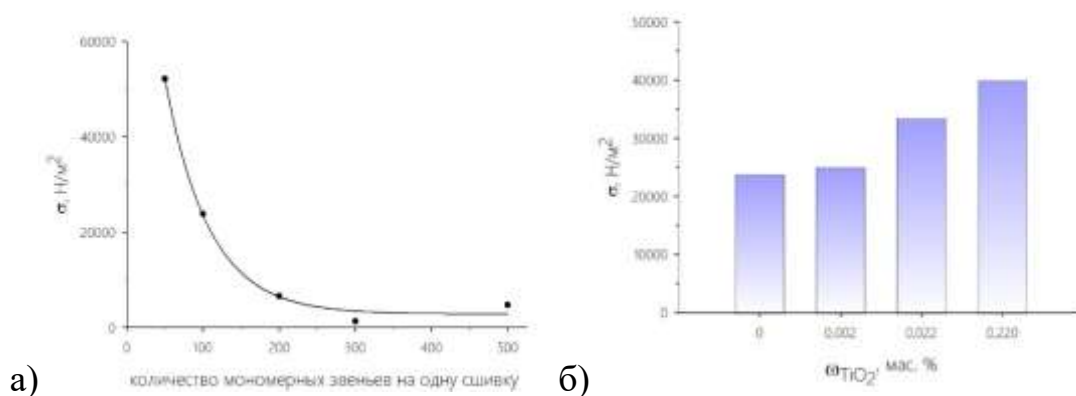 60000
40000
20000
0
σ, Н/м²
0 100 200 300 400 500
количество мономерных звеньев на одну сшивку
а)
50000
40000
30000
20000
10000
0
σ, Н/м²
0 0,002 0,022 0,220
ωTiO₂, мас. %
б)